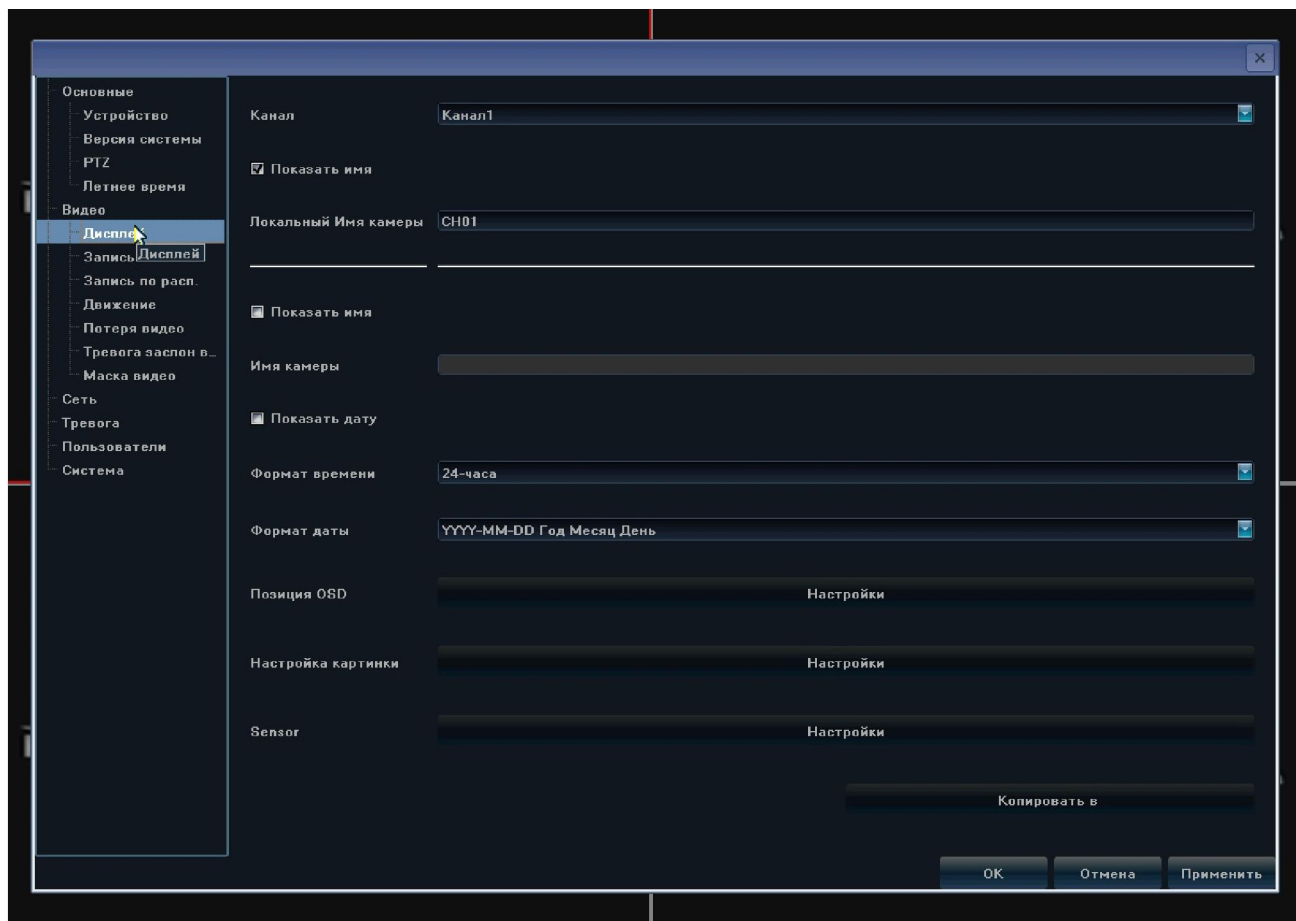 Основные
Устройство
Версия системы
PTZ
Летнее время
Видео
Дисплей
Запись
Дисплей
Запись по расп.
Движение
Потеря видео
Тревога заслон в…
Маска видео
Сеть
Тревога
Пользователи
Система
Канал Канал1
Показать имя
Локальный Имя камеры CH01
Показать имя
Имя камеры
Показать дату
Формат времени 24-часа
Формат даты YYYY-MM-DD Год Месяц День
Позиция OSD Настройки
Настройка картинки Настройки
Sensor Настройки
Копировать в
OK Отмена Применить